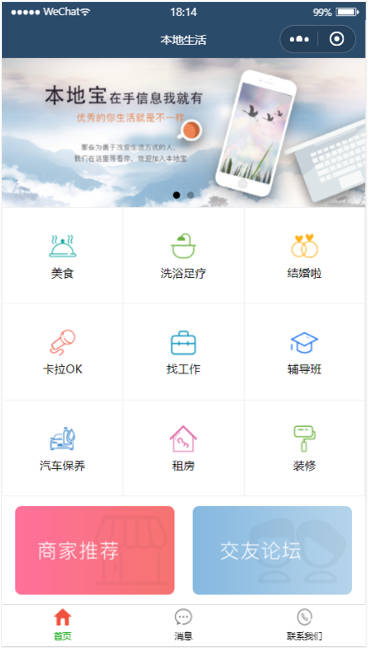 WeChat
18:14
99%
本地生活
本地宝在手信息我就有
优秀的你生活就是不一样
那些为善于改变生活方式的人,
我们在这里等着你, 欢迎加入本地宝
美食
洗浴足疗
结婚啦
卡拉OK
找工作
辅导班
汽车保养
租房
装修
商家推荐
交友论坛
首页
消息
联系我们